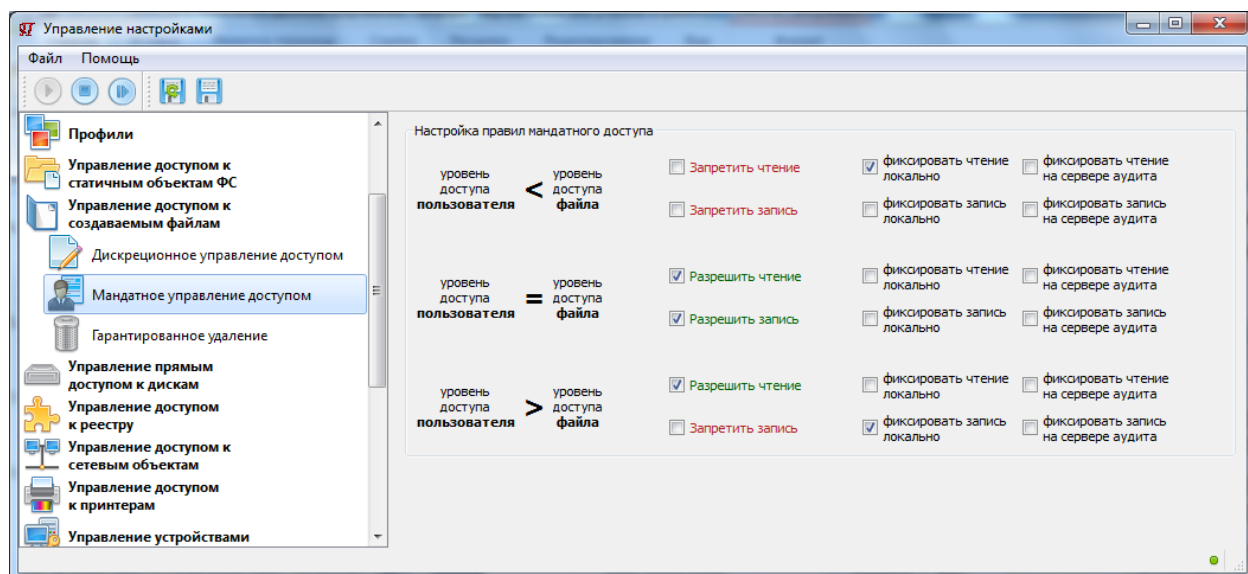 Управление настройками
Файл Помощь
Профили
Управление доступом к
статичным объектам ФС
Управление доступом к
создаваемым файлам
Дискреционное управление доступом
Мандатное управление доступом
Гарантированное удаление
Управление прямым
доступом к дискам
Управление доступом
к реестру
Управление доступом к
сетевым объектам
Управление доступом
к принтерам
Управление устройствами
Настройка правил мандатного доступа
уровень
доступа
пользователя
<
уровень
доступа
файла
Запретить чтение
фиксировать чтение
локально
фиксировать чтение
на сервере аудита
Запретить запись
фиксировать запись
локально
фиксировать запись
на сервере аудита
уровень
доступа
пользователя
=
уровень
доступа
файла
Разрешить чтение
фиксировать чтение
локально
фиксировать чтение
на сервере аудита
Разрешить запись
фиксировать запись
локально
фиксировать запись
на сервере аудита
уровень
доступа
пользователя
>
уровень
доступа
файла
Разрешить чтение
фиксировать чтение
локально
фиксировать чтение
на сервере аудита
Запретить запись
фиксировать запись
локально
фиксировать запись
на сервере аудита